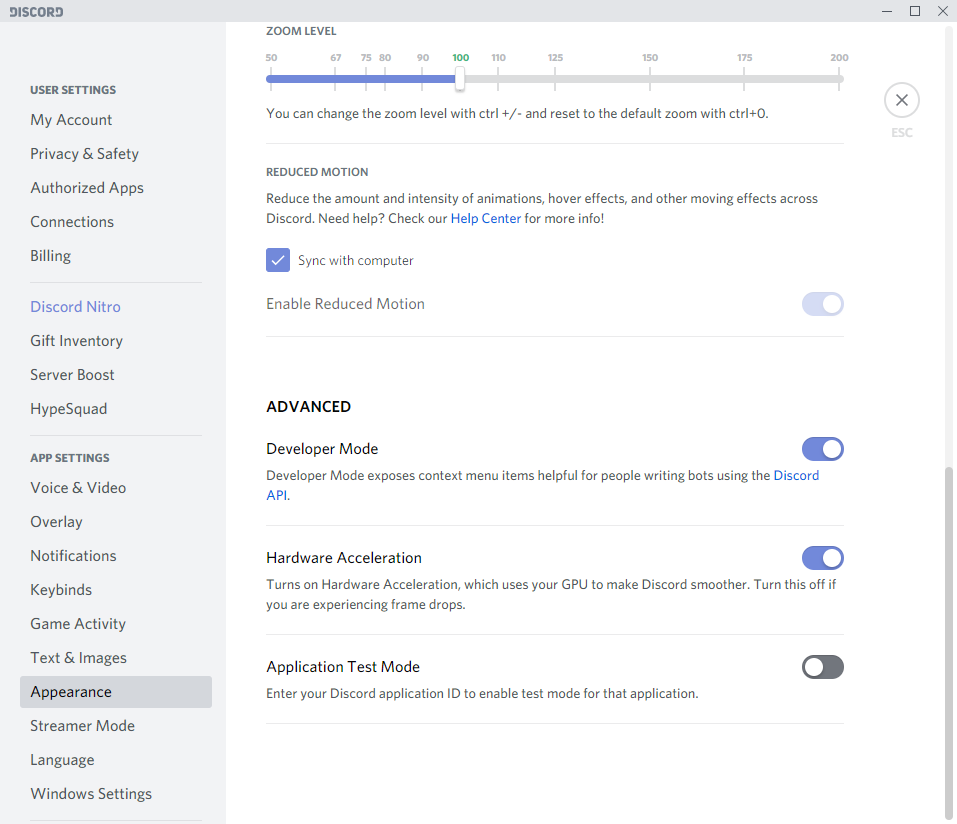 DISCORD
USER SETTINGS
My Account
Privacy & Safety
Authorized Apps
Connections
Billing
Discord Nitro
Gift Inventory
Server Boost
HypeSquad
APP SETTINGS
Voice & Video
Overlay
Notifications
Keybinds
Game Activity
Text & Images
Appearance
Streamer Mode
Language
Windows Settings
ZOOM LEVEL
50 67 75 80 90 100 110 125 150 175 200
You can change the zoom level with ctrl +/- and reset to the default zoom with ctrl+0.
REDUCED MOTION
Reduce the amount and intensity of animations, hover effects, and other moving effects across
Discord. Need help? Check our Help Center for more info!
Sync with computer
Enable Reduced Motion
ADVANCED
Developer Mode
Developer Mode exposes context menu items helpful for people writing bots using the Discord
API.
Hardware Acceleration
Turns on Hardware Acceleration, which uses your GPU to make Discord smoother. Turn this off if
you are experiencing frame drops.
Application Test Mode
Enter your Discord application ID to enable test mode for that application.
ESC